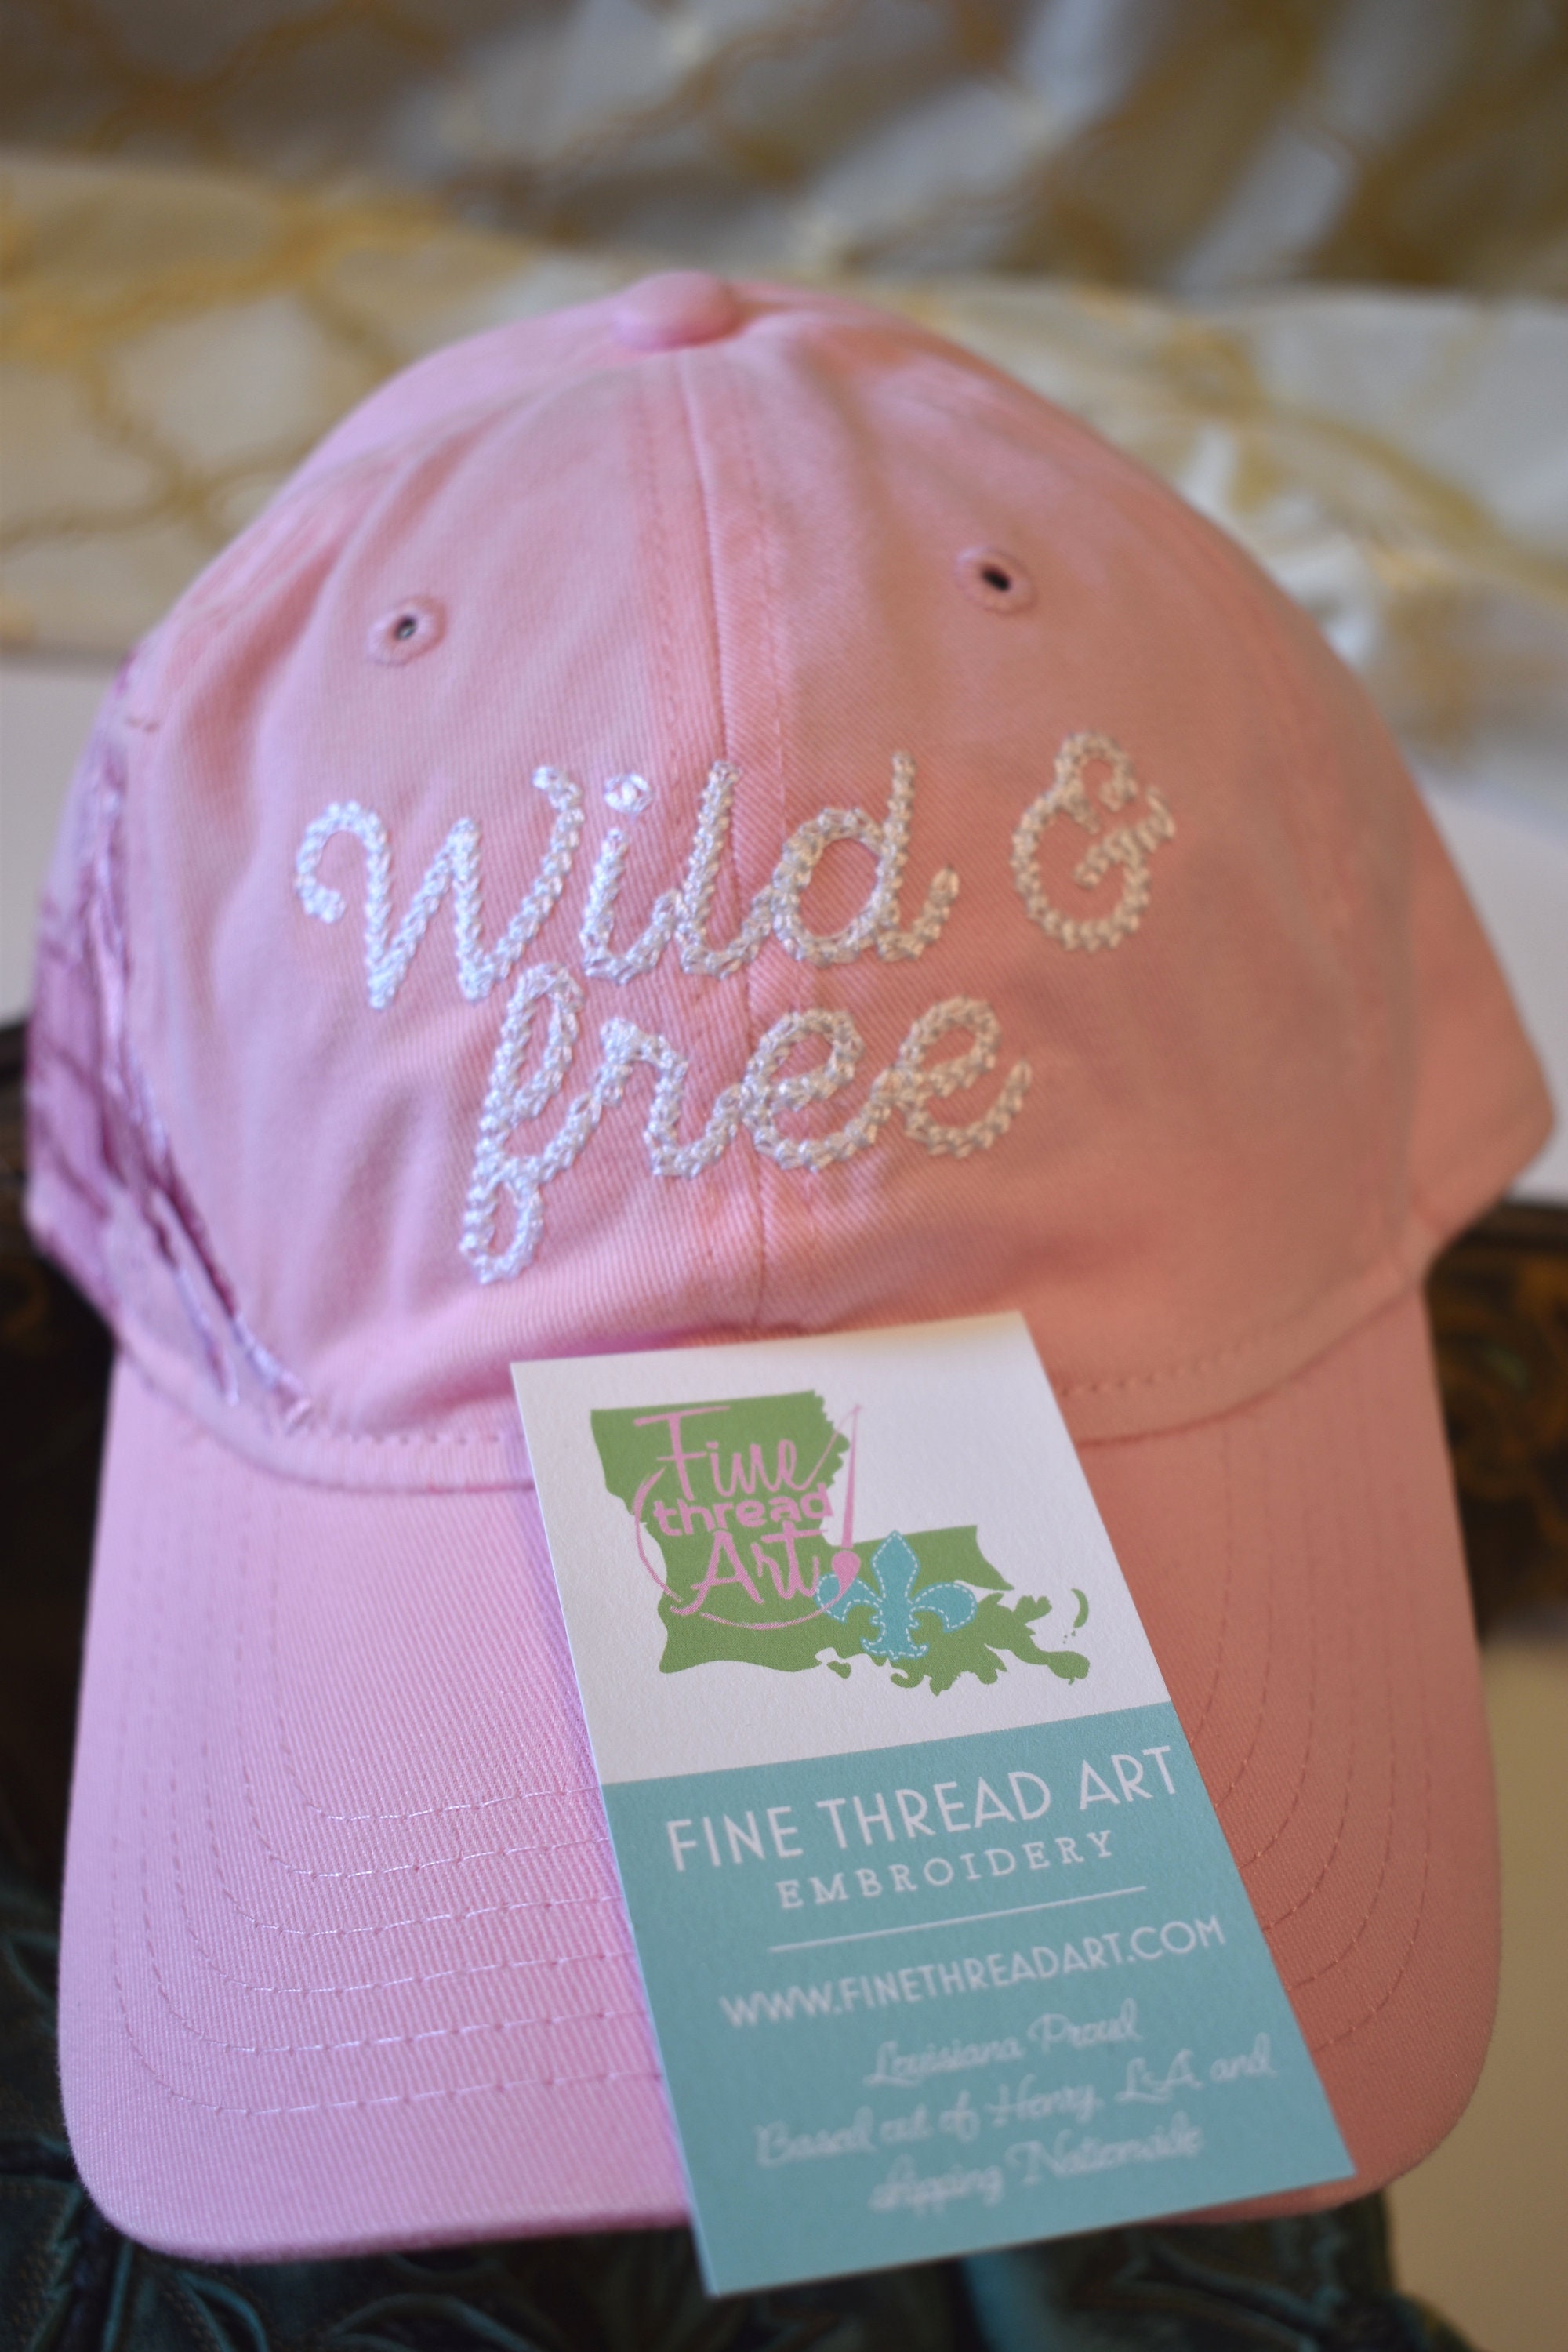 Wild &
free
Fine
thread
Art
FINE THREAD ART
EMBROIDERY
WWW.FINETHREADART.COM
Louisiana Proud
Based out of Henry, LA and
shipping Nationwide